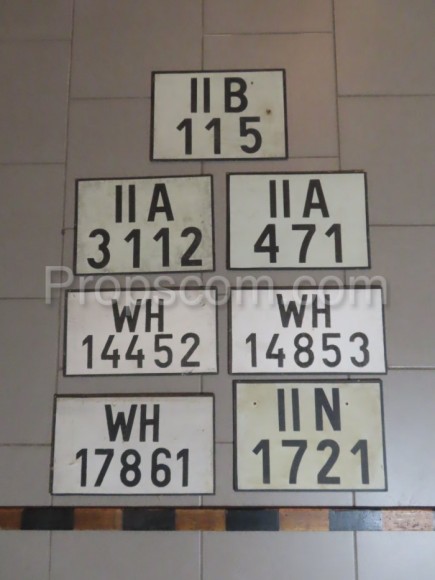 II B
115
II A
3112
II A
471
Propscom.com
WH
14452
WH
14853
WH
17861
II N
1721